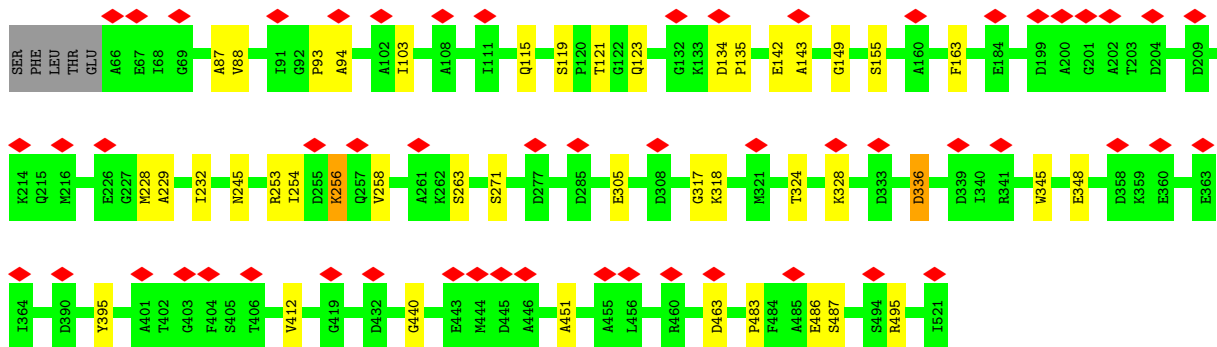 SER PHE LEU THR GLU A66 E67 I68 G69 A87 V88 I91 G92 P93 A94 A102 I103 A108 I111 Q115 S119 P120 T121 G122 Q123 G132 K133 D134 P135 E142 A143 G149 S155 A160 F163 E184 D199 A200 G201 A202 T203 D204 D209
K214 Q215 M216 E226 G227 M228 A229 I232 N245 R253 I254 D255 K256 Q257 V258 A261 K262 S263 S271 D277 D285 E305 D308 G317 K318 M321 T324 K328 D333 D336 D339 I340 R341 W345 E348 D358 K359 E360 E363
I364 D390 Y395 A401 T402 G403 F404 S405 T406 V412 G419 D432 G440 E443 M444 D445 A446 A451 A455 L456 R460 D463 P483 F484 A485 E486 S487 S494 R495 I521